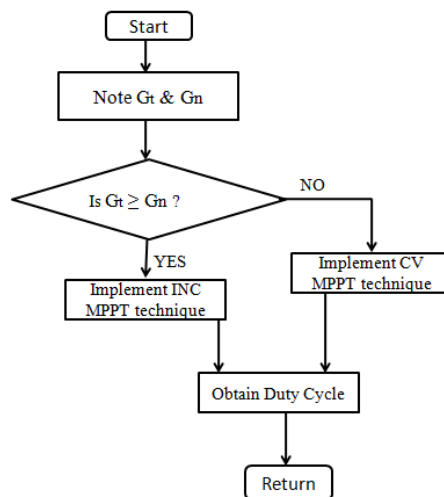 Start
Note Gt & Gn
Is Gt ≥ Gn ?
NO
YES
Implement INC
MPPT technique
Implement CV
MPPT technique
Obtain Duty Cycle
Return